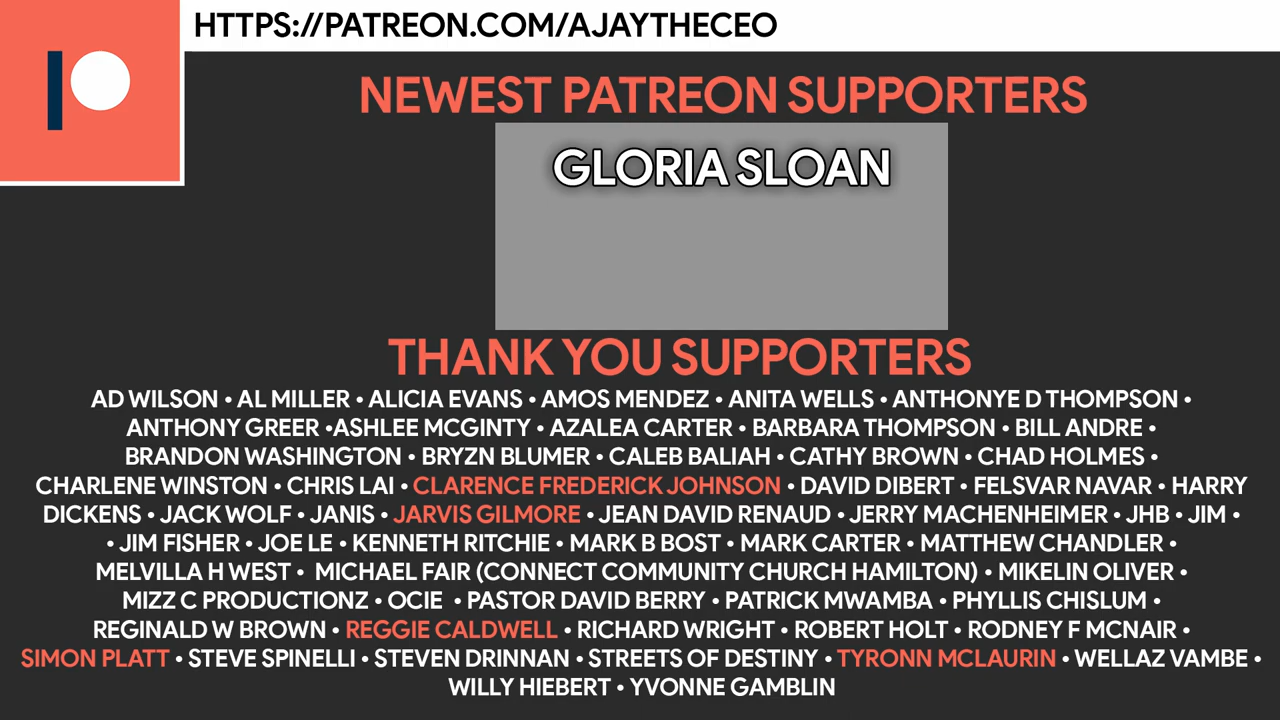 HTTPS://PATREON.COM/AJAYTHECEO
NEWEST PATREON SUPPORTERS
GLORIA SLOAN
THANK YOU SUPPORTERS
AD WILSON • AL MILLER • ALICIA EVANS • AMOS MENDEZ • ANITA WELLS • ANTHONYE D THOMPSON •
ANTHONY GREER •ASHLEE MCGINTY • AZALEA CARTER • BARBARA THOMPSON • BILL ANDRE •
BRANDON WASHINGTON • BRYZN BLUMER • CALEB BALIAH • CATHY BROWN • CHAD HOLMES •
CHARLENE WINSTON • CHRIS LAI • CLARENCE FREDERICK JOHNSON • DAVID DIBERT • FELSVAR NAVAR • HARRY
DICKENS • JACK WOLF • JANIS • JARVIS GILMORE • JEAN DAVID RENAUD • JERRY MACHENHEIMER • JHB • JIM •
• JIM FISHER • JOE LE • KENNETH RITCHIE • MARK B BOST • MARK CARTER • MATTHEW CHANDLER •
MELVILLA H WEST • MICHAEL FAIR (CONNECT COMMUNITY CHURCH HAMILTON) • MIKELIN OLIVER •
MIZZ C PRODUCTIONZ • OCIE • PASTOR DAVID BERRY • PATRICK MWAMBA • PHYLLIS CHISLUM •
REGINALD W BROWN • REGGIE CALDWELL • RICHARD WRIGHT • ROBERT HOLT • RODNEY F MCNAIR •
SIMON PLATT • STEVE SPINELLI • STEVEN DRINNAN • STREETS OF DESTINY • TYRONN MCLAURIN • WELLAZ VAMBE •
WILLY HIEBERT • YVONNE GAMBLIN